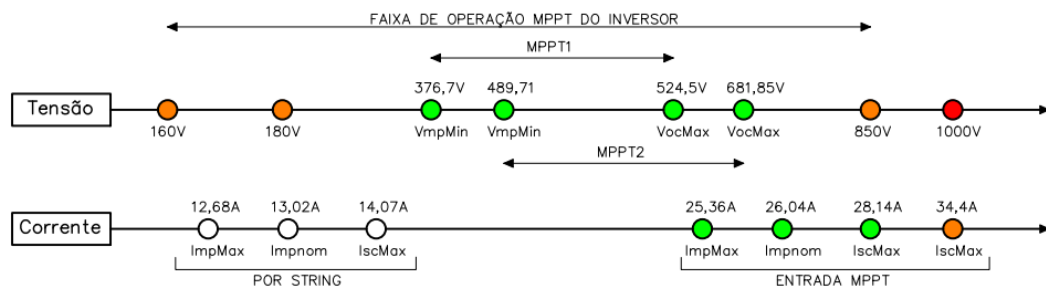 FAIXA DE OPERAÇÃO MPPT DO INVERSOR
MPPT1
376,7V 489,71 524,5V 681,85V
Tensão
160V 180V VmpMin VmpMin VocMax VocMax 850V 1000V
MPPT2
12,68A 13,02A 14,07A 25,36A 26,04A 28,14A 34,4A
Corrente
ImpMax Impnom IscMax ImpMax Impnom IscMax IscMax
POR STRING ENTRADA MPPT